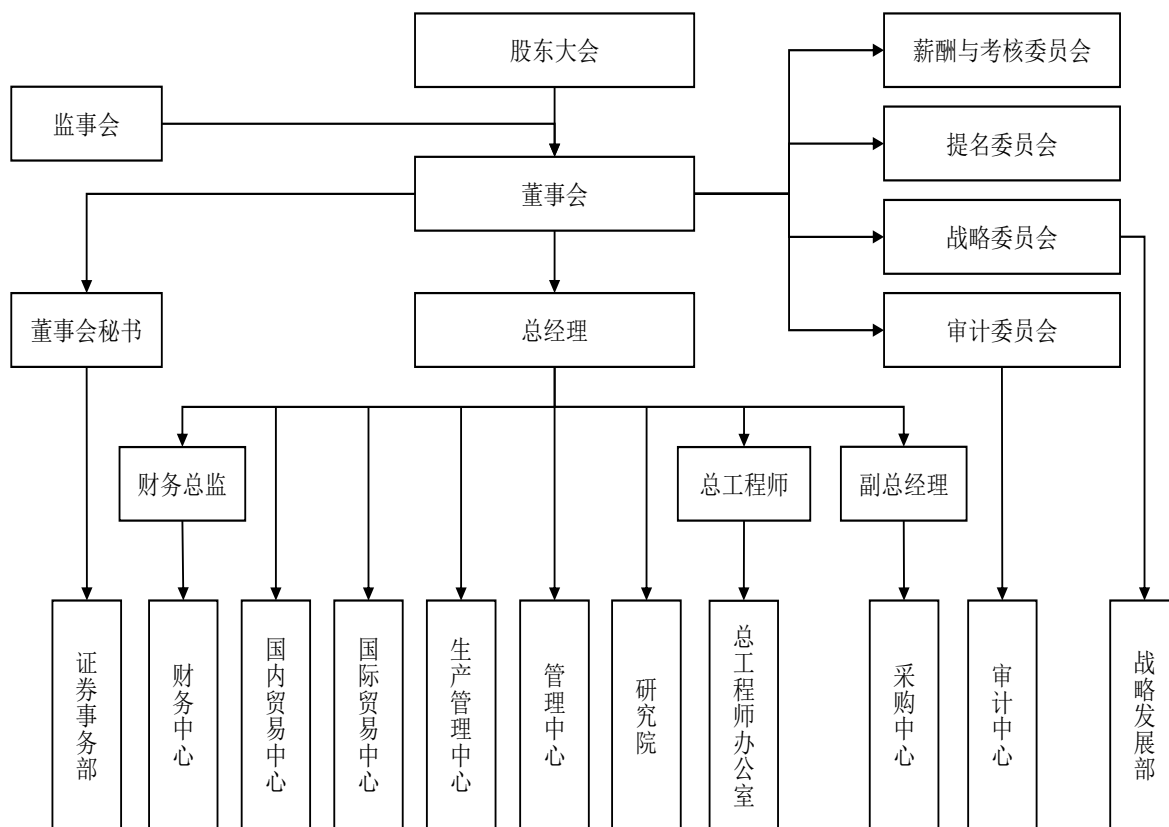 股东大会
薪酬与考核委员会
监事会
提名委员会
董事会
战略委员会
董事会秘书
总经理
审计委员会
财务总监
总工程师
副总经理
证券事务部
财务中心
国内贸易中心
国际贸易中心
生产管理中心
管理中心
研究院
总工程师办公室
采购中心
审计中心
战略发展部